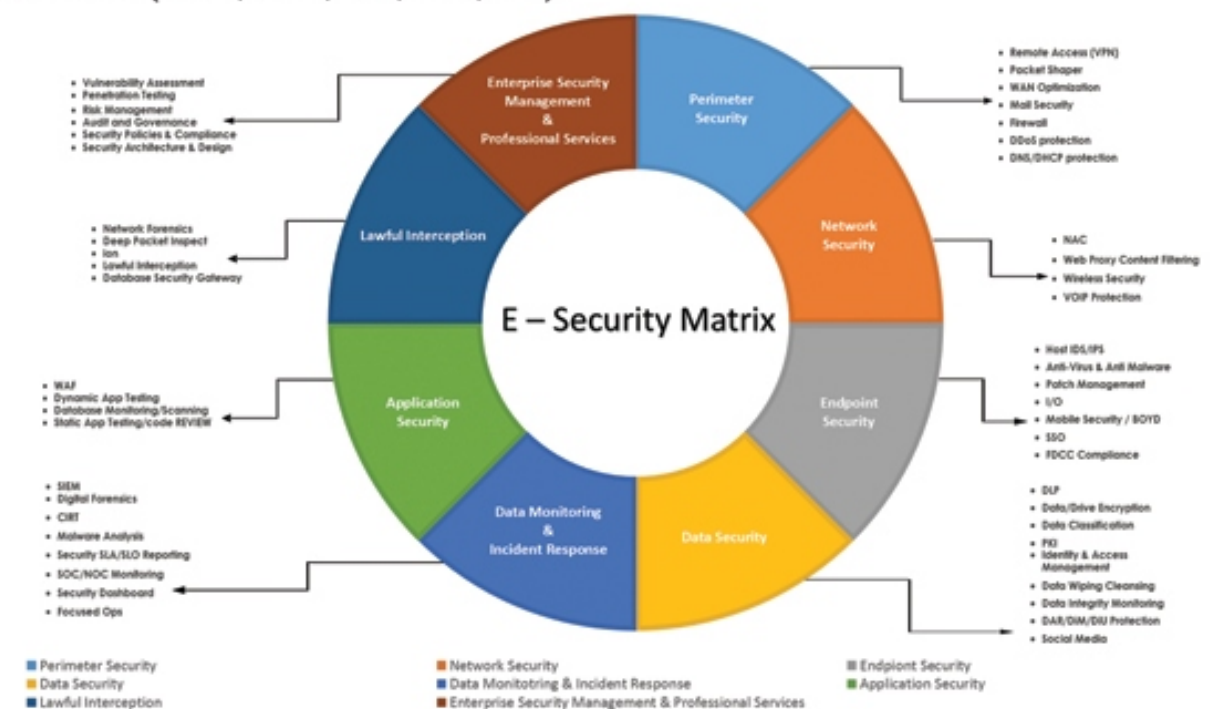 Enterprise Security
Management
&
Professional Services
Perimeter
Security
Network
Security
Endpoint
Security
Data Security
Data Monitoring
&
Incident Response
Application
Security
Lawful Interception
E – Security Matrix
• Vulnerability Assessment
• Penetration Testing
• Risk Management
• Audit and Governance
• Security Policies & Compliance
• Security Architecture & Design
• Network Forensics
• Deep Packet Inspect
• Lawful Interception
• Database Security Gateway
• WAF
• Dynamic App Testing
• Database Monitoring/Scanning
• Static App Testing/code REVIEW
• SIEM
• Digital Forensics
• CIRT
• Malware Analysis
• Security SLA/SLO Reporting
• SOC/NOC Monitoring
• Security Dashboard
• Focused Ops
• Remote Access (VPN)
• Packet Shaper
• WAN Optimization
• Mail Security
• Firewall
• DDoS protection
• DNS/DHCP protection
• NAC
• Web Proxy Content Filtering
• Wireless Security
• VOIP Protection
• Host IDS/IPS
• Anti-Virus & Anti Malware
• Patch Management
• I/O
• Mobile Security / BOYD
• SSO
• FDCC Compliance
• DLP
• Data/Drive Encryption
• Data Classification
• PKI
• Identity & Access
Management
• Data Wiping Cleansing
• Data Integrity Monitoring
• DAR/DIM/DIU Protection
• Social Media
Perimeter Security
Network Security
Endpiont Security
Data Security
Data Monitotring & Incident Response
Application Security
Lawful Interception
Enterprise Security Management & Professional Services